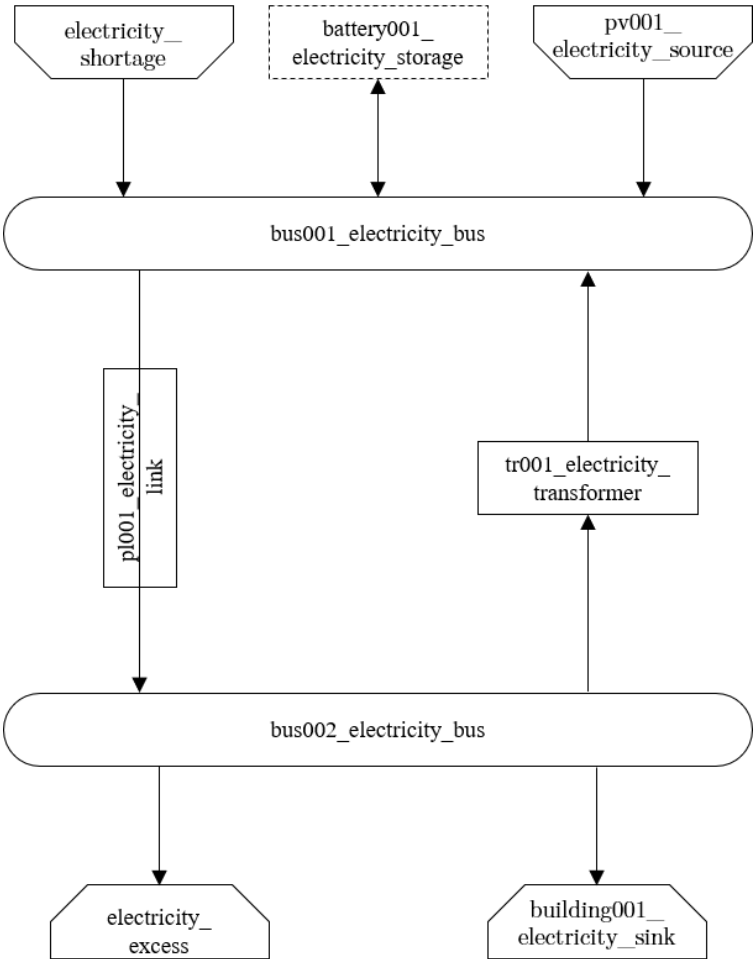 electricity_
shortage
battery001_
electricity_storage
pv001_
electricity_source
bus001_electricity_bus
pl001_electricity_
link
tr001_electricity_
transformer
bus002_electricity_bus
electricity_
excess
building001_
electricity_sink